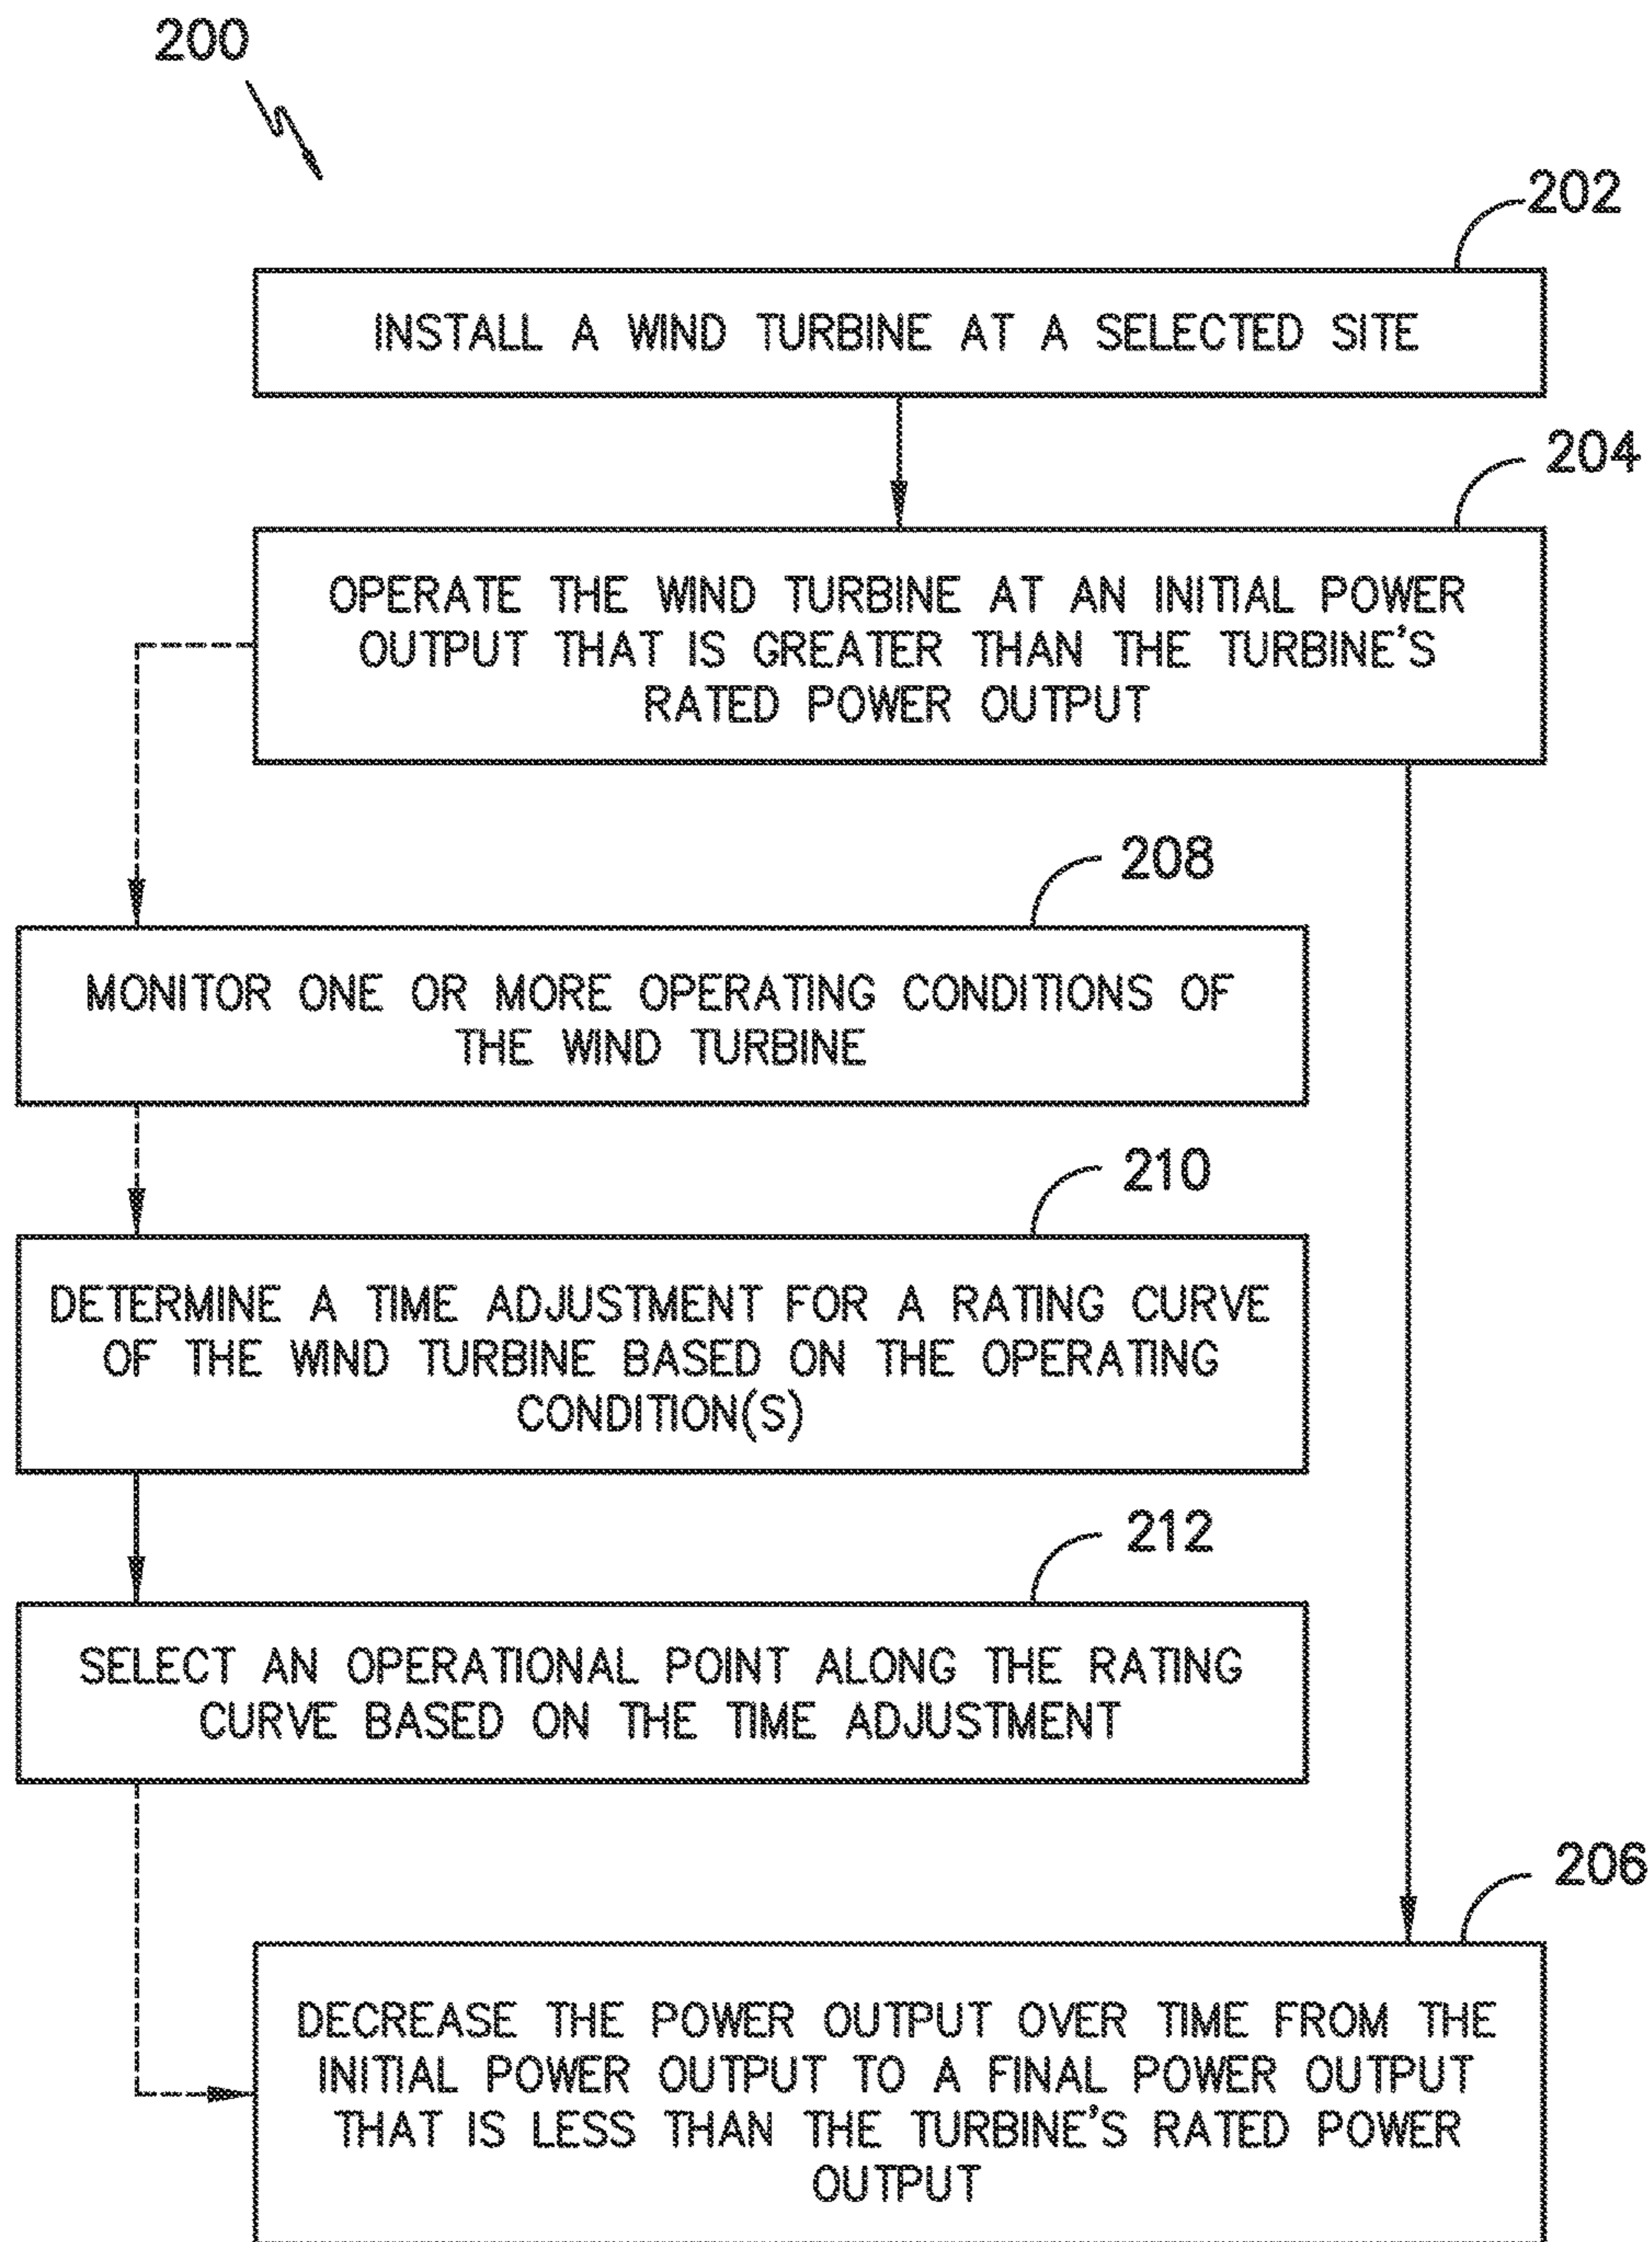 200
202
INSTALL A WIND TURBINE AT A SELECTED SITE
204
OPERATE THE WIND TURBINE AT AN INITIAL POWER
OUTPUT THAT IS GREATER THAN THE TURBINE'S
RATED POWER OUTPUT
208
MONITOR ONE OR MORE OPERATING CONDITIONS OF
THE WIND TURBINE
210
DETERMINE A TIME ADJUSTMENT FOR A RATING CURVE
OF THE WIND TURBINE BASED ON THE OPERATING
CONDITION(S)
212
SELECT AN OPERATIONAL POINT ALONG THE RATING
CURVE BASED ON THE TIME ADJUSTMENT
206
DECREASE THE POWER OUTPUT OVER TIME FROM THE
INITIAL POWER OUTPUT TO A FINAL POWER OUTPUT
THAT IS LESS THAN THE TURBINE'S RATED POWER
OUTPUT